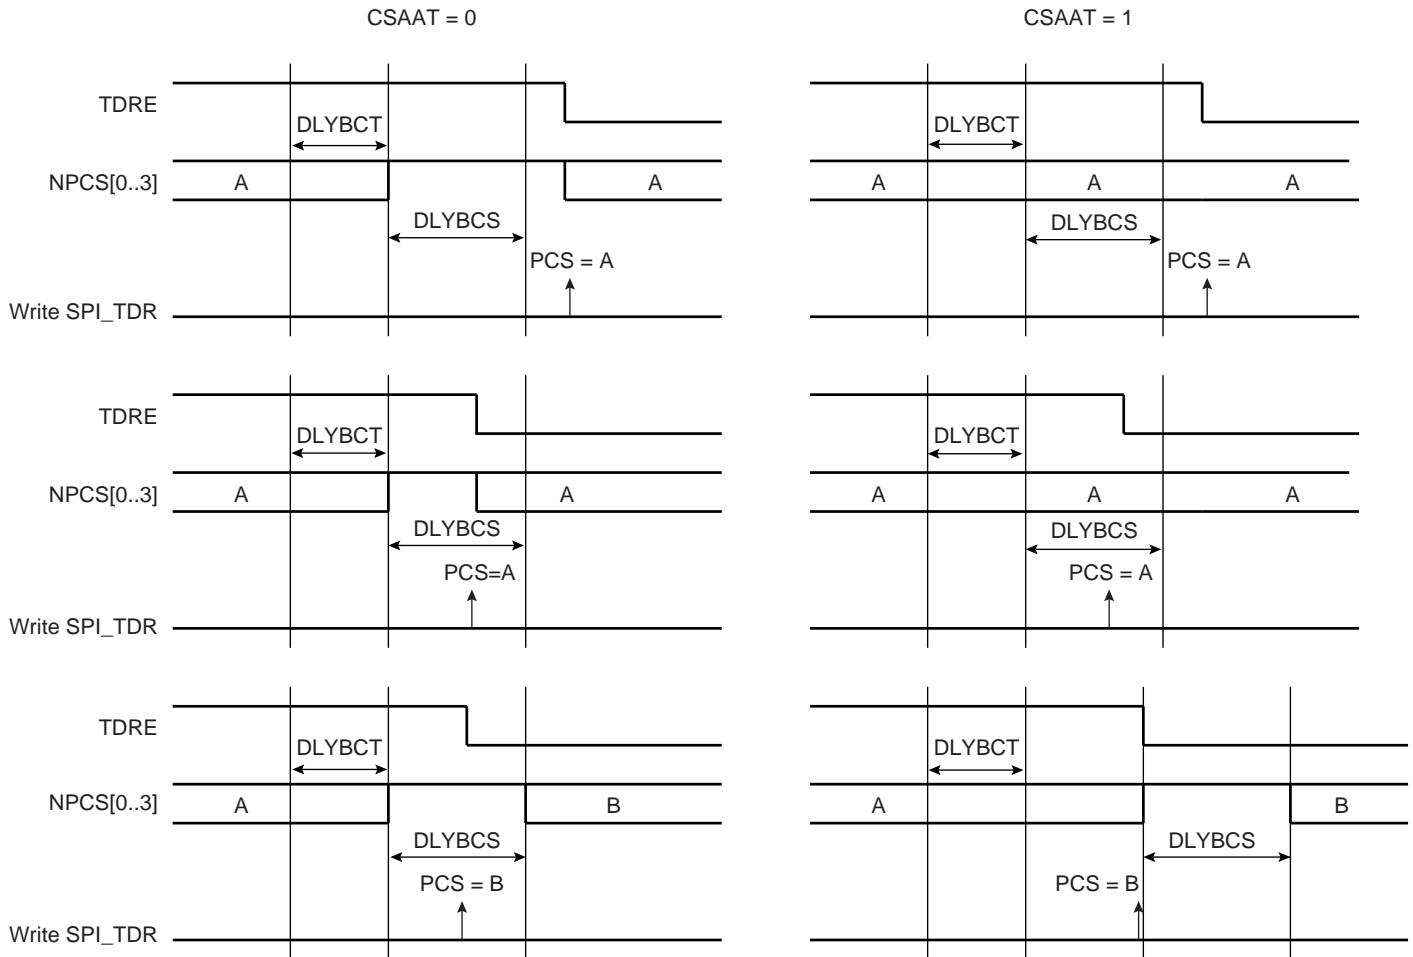 CSAAT = 0
CSAAT = 1
TDRE
DLYBCT
DLYBCT
NPCS[0..3]
A
A
A
A
A
DLYBCS
DLYBCS
PCS = A
PCS = A
Write SPI_TDR
TDRE
DLYBCT
DLYBCT
NPCS[0..3]
A
A
A
A
A
DLYBCS
DLYBCS
PCS=A
PCS = A
Write SPI_TDR
TDRE
DLYBCT
DLYBCT
NPCS[0..3]
A
B
A
B
DLYBCS
DLYBCS
PCS = B
PCS = B
Write SPI_TDR